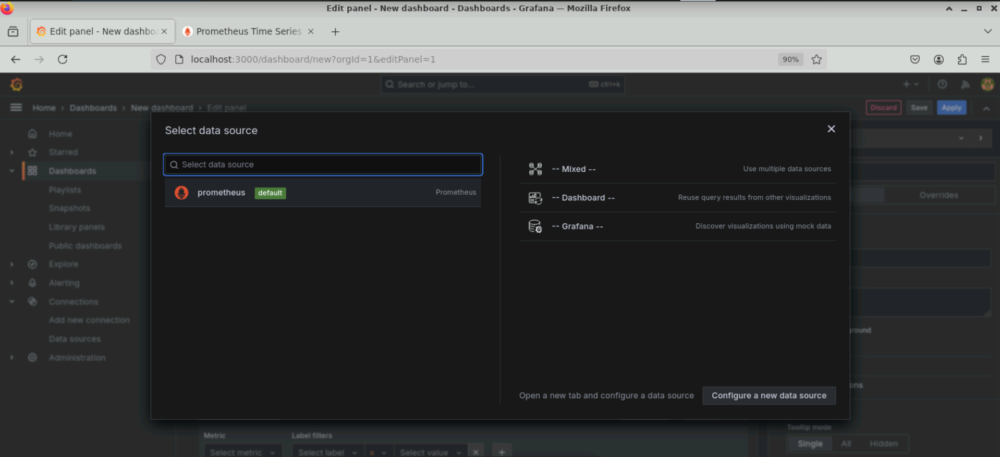 Edit panel - New dashboard - Dashboards - Grafana — Mozilla Firefox
Edit panel - New dashboa
Prometheus Time Series
localhost:3000/dashboard/new?orgId=1&editPanel=1
90%
Search or jump to...
ctrl+k
Home
Dashboards
New dashboard
Edit panel
Discard
Save
Apply
Select data source
Home
Starred
Dashboards
Playlists
Snapshots
Library panels
Public dashboards
Explore
Alerting
Connections
Add new connection
Data sources
Administration
Select data source
prometheus default Prometheus
-- Mixed -- Use multiple data sources
-- Dashboard -- Reuse query results from other visualizations
-- Grafana -- Discover visualizations using mock data
Open a new tab and configure a data source
Configure a new data source
Overrides
round
ons
Metric
Label filters
Select metric
Select label
=
Select value
Tooltip mode
Single
All
Hidden